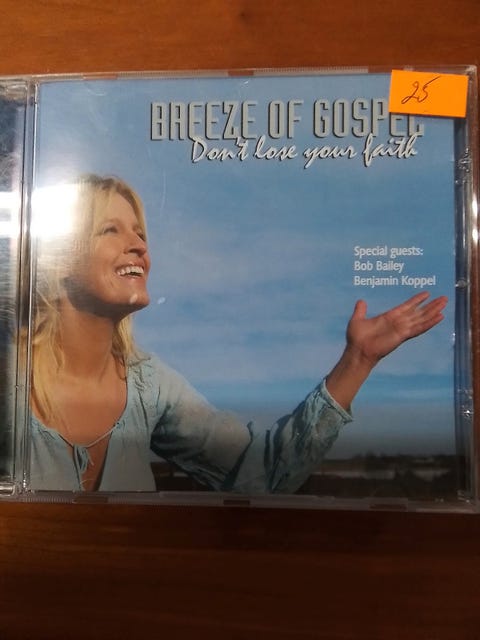 25
BREEZE OF GOSPEL
Don't lose your faith
Special guests:
Bob Bailey
Benjamin Koppel